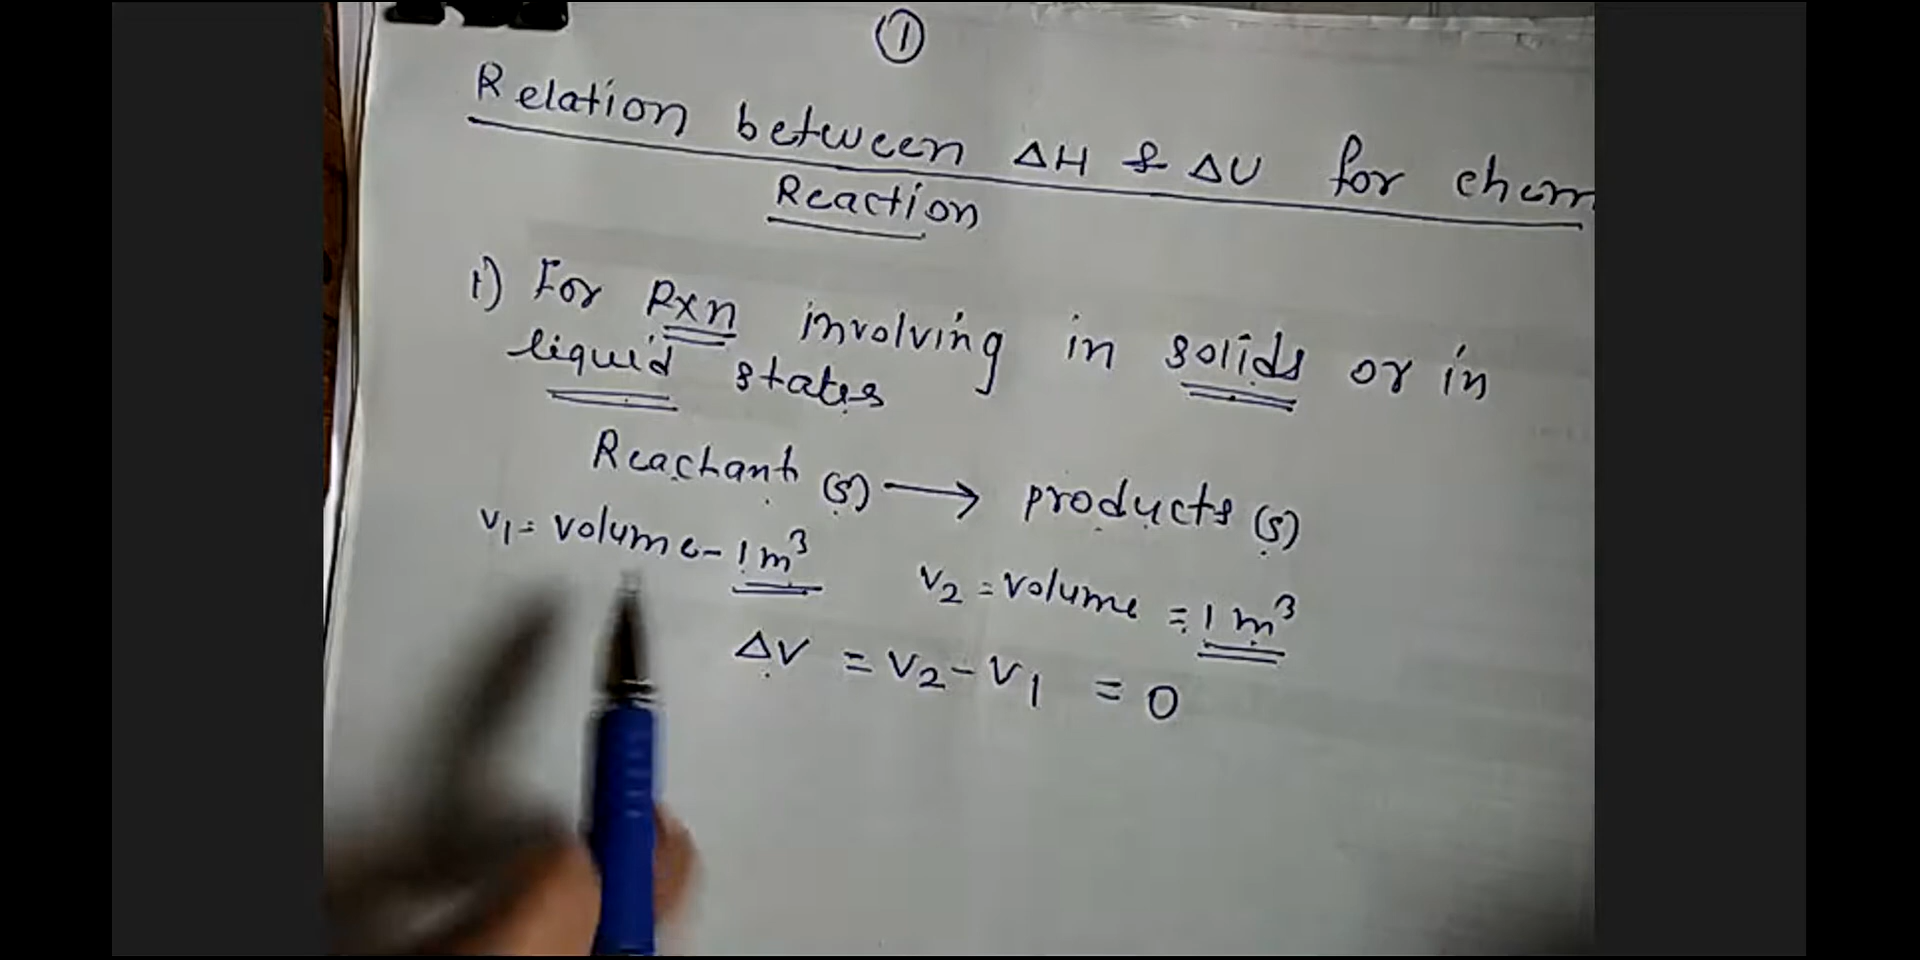 1
Relation between ΔH & ΔU for chem
Reaction
1) For Rxn involving in solids or in
liquid states
Reactant (s) → products (s)
V1 = volume - 1 m³
V2 = volume = 1 m³
ΔV = V2 - V1 = 0